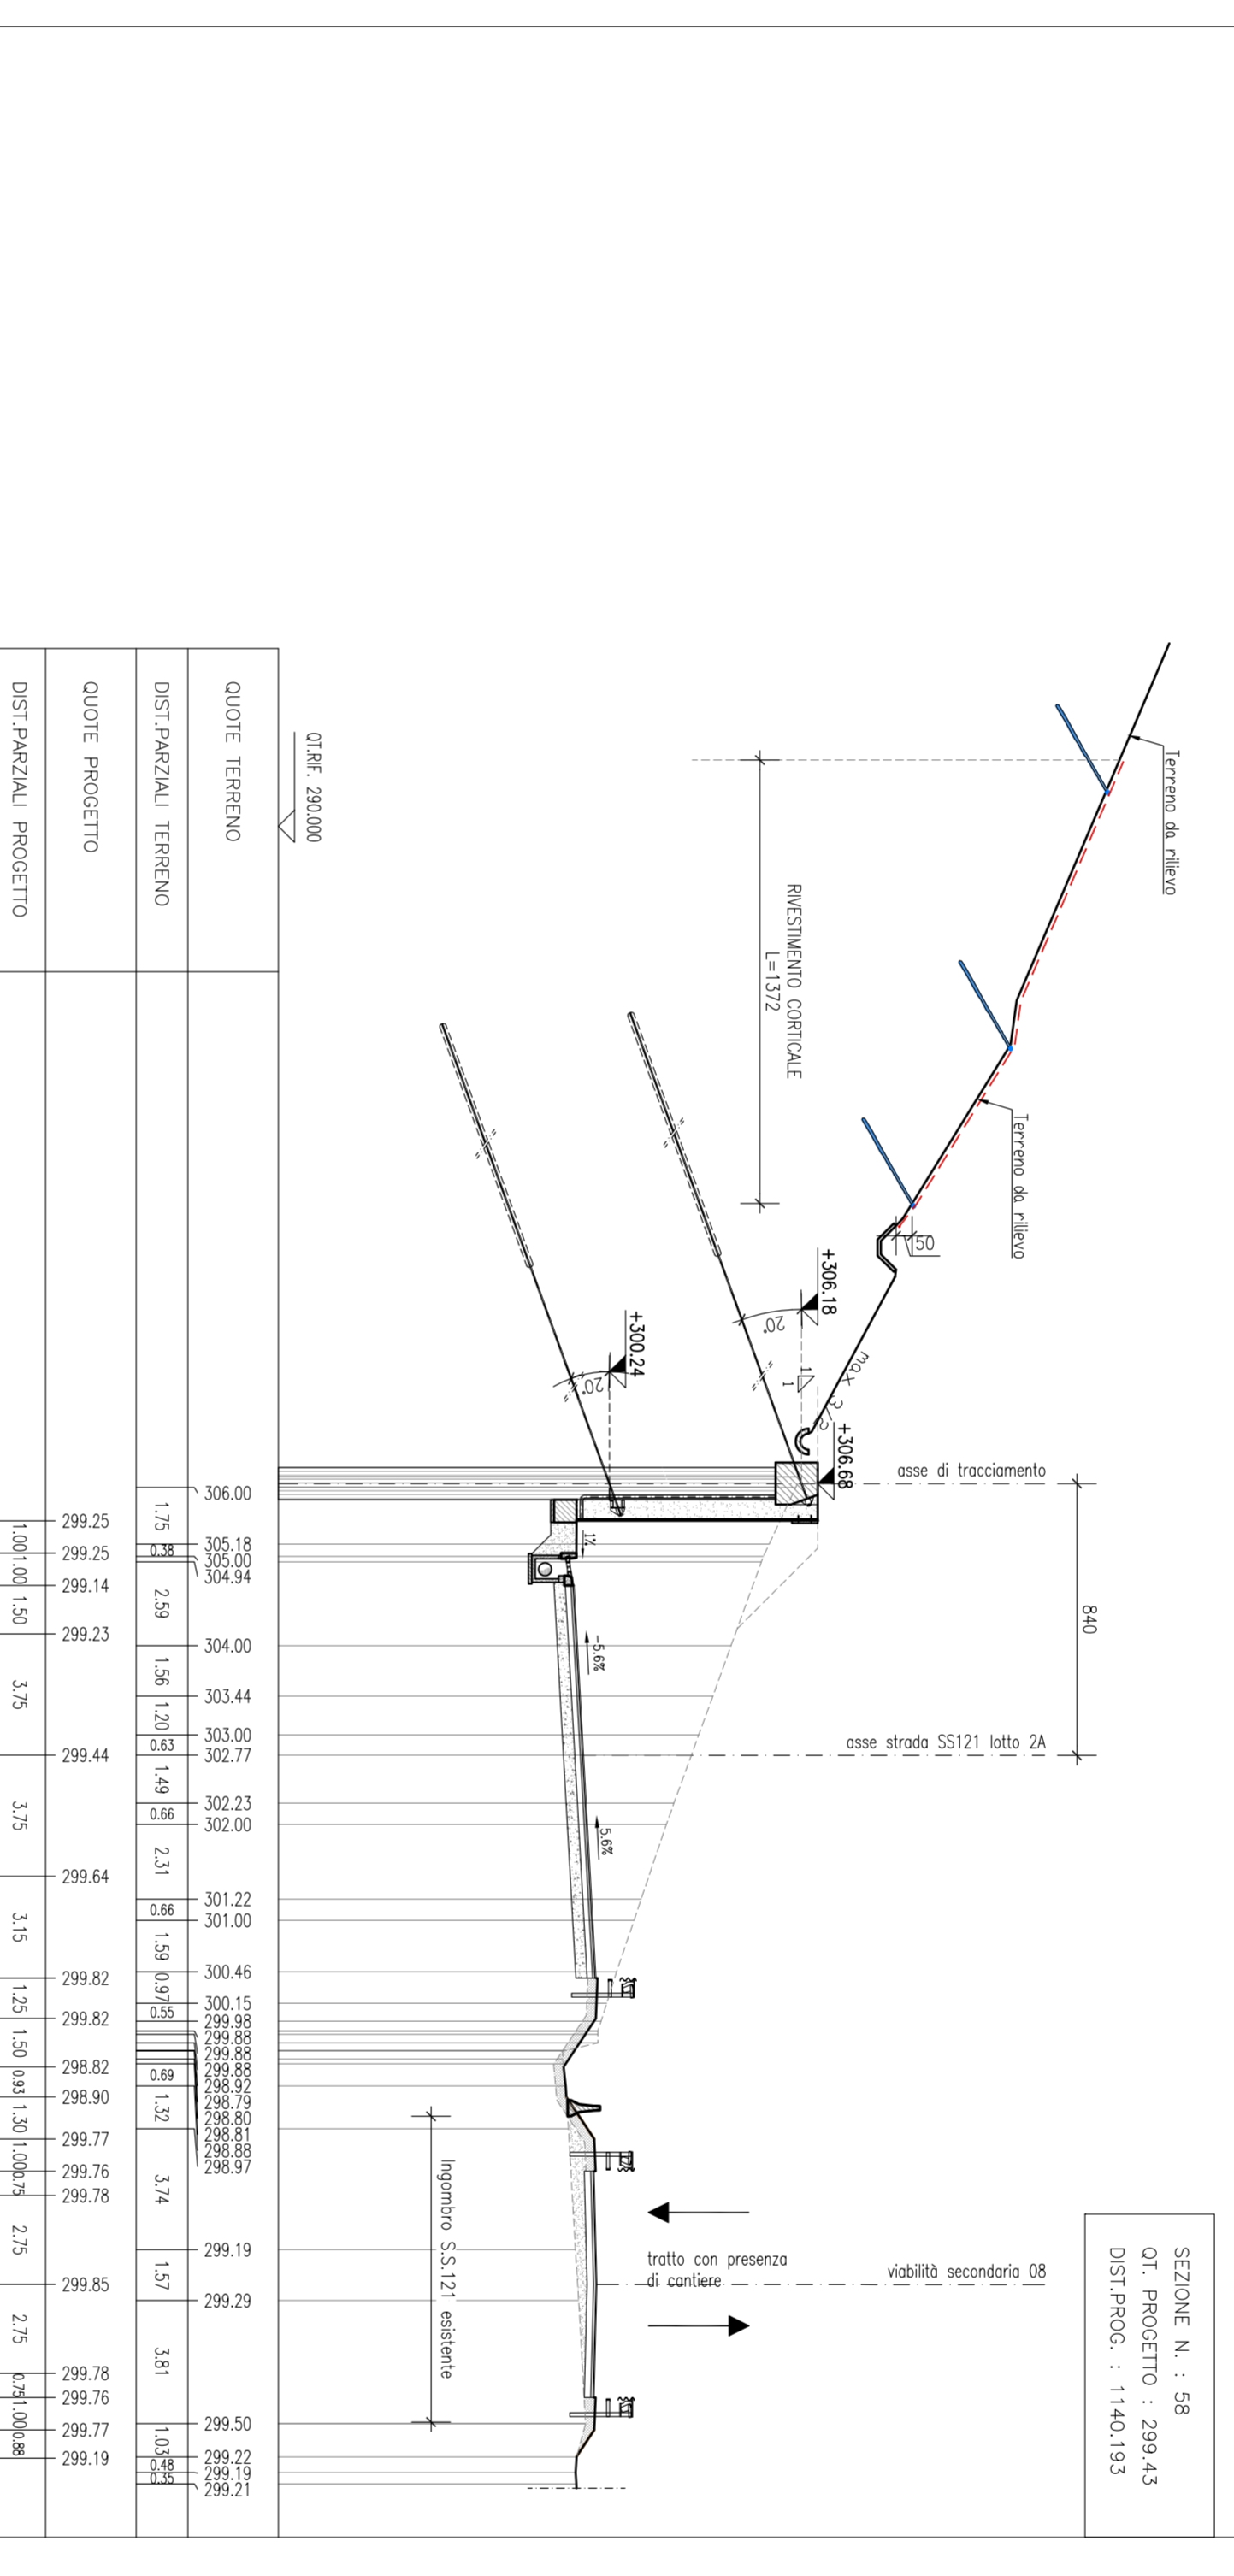 SEZIONE N. : 58
QT. PROGETTO : 299.43
DIST.PROG. : 1140.193
Terreno da rilievo
Terreno da rilievo
RIVESTIMENTO CORTICALE
L=1372
50
+306.18
20°
+300.24
20°
max 3/2
1
1
+306.68
asse di tracciamento
840
asse strada SS121 lotto 2A
1%
-5.6%
5.6%
viabilità secondaria 08
tratto con presenza
di cantiere
Ingombro S.S.121 esistente
QT.RIF. 290.000
QUOTE TERRENO
306.00 305.18 305.00 304.94 304.00 303.44 303.00 302.77 302.23 302.00 301.22 301.00 300.46 300.15 299.98 299.88 299.88 299.88 298.92 298.79 298.80 298.81 298.88 298.97 299.19 299.29 299.50 299.22 299.19 299.21
DIST.PARZIALI TERRENO
1.75 0.38 2.59 1.56 1.20 0.63 1.49 0.66 2.31 0.66 1.59 0.97 0.55 0.69 1.32 3.74 1.57 3.81 1.03 0.48 0.35
QUOTE PROGETTO
299.25 299.25 299.14 299.23 299.44 299.64 299.82 299.82 298.82 298.90 299.77 299.76 299.78 299.85 299.78 299.76 299.77 299.19
DIST.PARZIALI PROGETTO
1.00 1.00 1.50 3.75 3.75 3.15 1.25 1.50 0.93 1.30 1.00 0.75 2.75 2.75 0.75 1.00 0.88